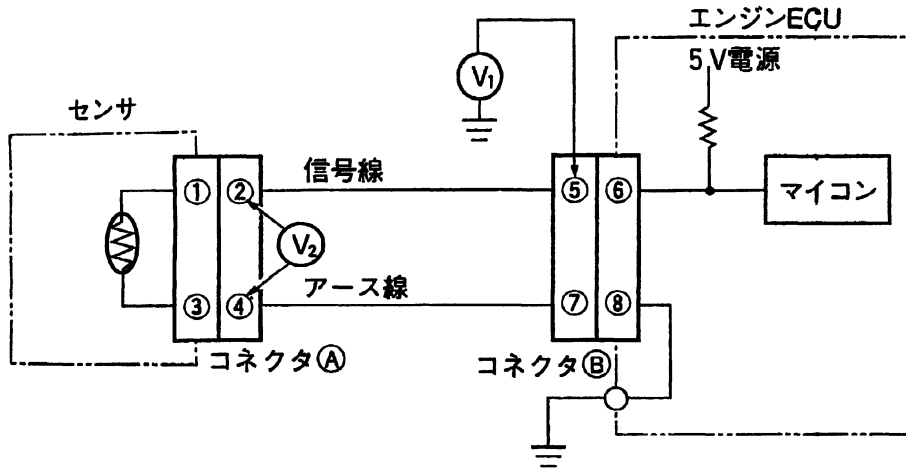 エンジンECU
5V電源
V₁
センサ
信号線
① ② ⑤ ⑥
マイコン
V₂
アース線
③ ④ ⑦ ⑧
コネクタⒶ
コネクタⒷ